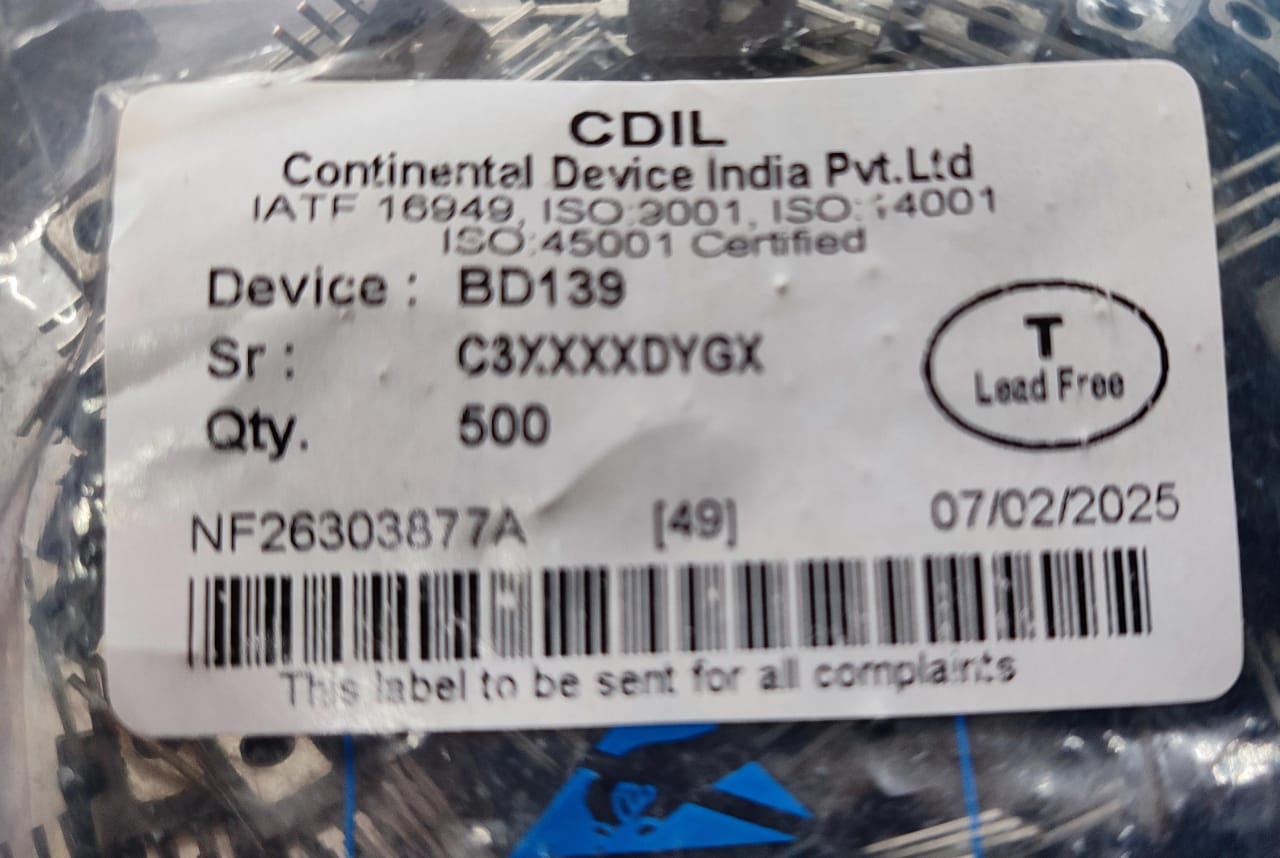 CDIL
Continental Device India Pvt.Ltd
IATF 16949, ISO:9001, ISO:14001
ISO:45001 Certified
Device : BD139
Sr : C3XXXXXDYGX
Qty. 500
T
Lead Free
NF26303877A [49] 07/02/2025
This label to be sent for all complaints